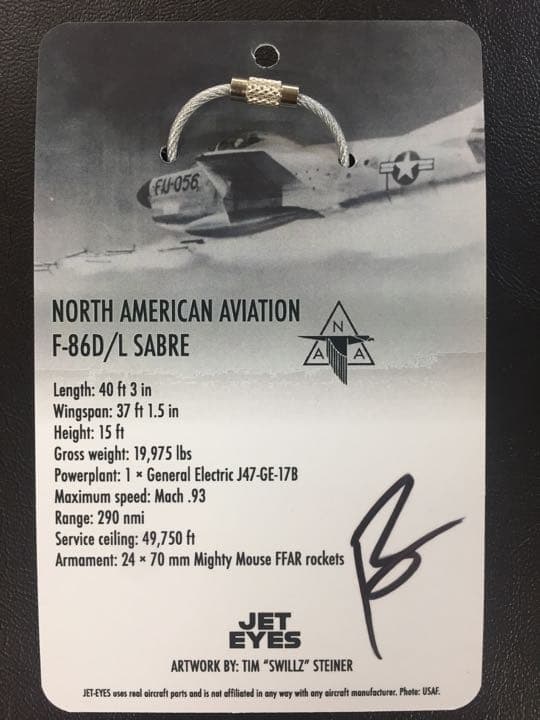 FU-056
NORTH AMERICAN AVIATION
F-86D/L SABRE
N
A A
Length: 40 ft 3 in
Wingspan: 37 ft 1.5 in
Height: 15 ft
Gross weight: 19,975 lbs
Powerplant: 1 × General Electric J47-GE-17B
Maximum speed: Mach .93
Range: 290 nmi
Service ceiling: 49,750 ft
Armament: 24 × 70 mm Mighty Mouse FFAR rockets
JET
EYES
ARTWORK BY: TIM “SWILLZ” STEINER
JET-EYES uses real aircraft parts and is not affiliated in any way with any aircraft manufacturer. Photo: USAF.